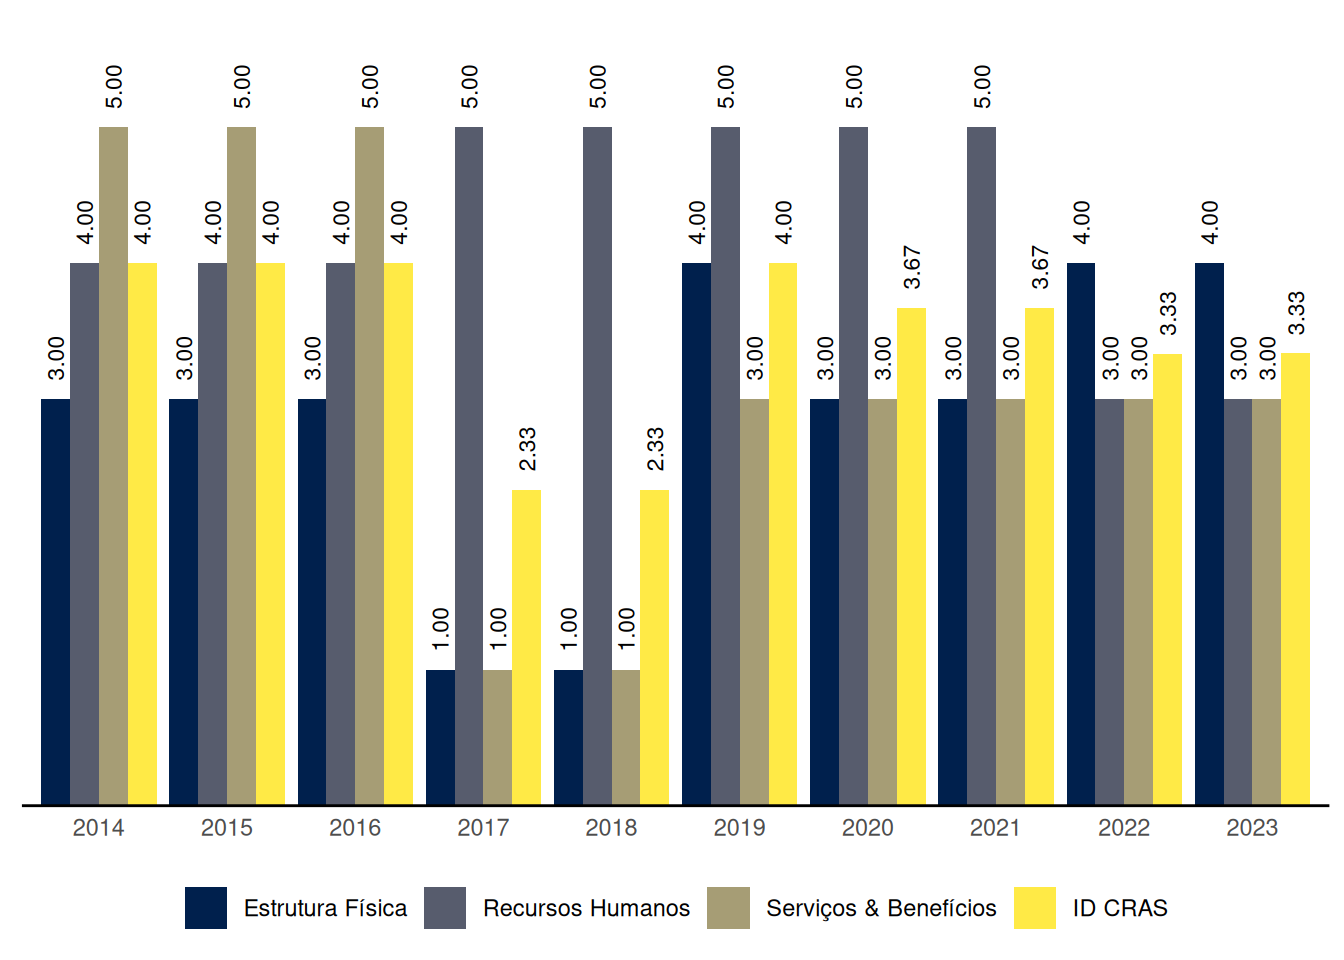 5.00 5.00 5.00 5.00 5.00 5.00 5.00 5.00
4.00 4.00 4.00 4.00 4.00 4.00 4.00 4.00 4.00 4.00
3.67 3.67
3.33 3.33
3.00 3.00 3.00 3.00 3.00 3.00 3.00 3.00 3.00 3.00 3.00 3.00
2.33 2.33
1.00 1.00 1.00 1.00
2014 2015 2016 2017 2018 2019 2020 2021 2022 2023
Estrutura Física Recursos Humanos Serviços & Benefícios ID CRAS